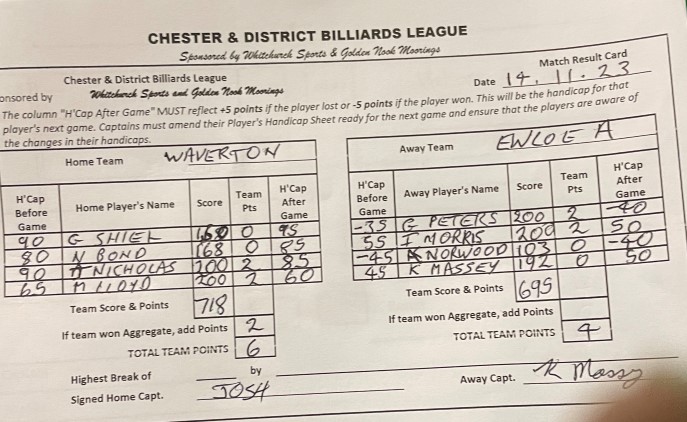 CHESTER & DISTRICT BILLIARDS LEAGUE
Sponsored by Whitchurch Sports & Golden Nook Moorings
Match Result Card
Chester & District Billiards League
Date 14.11.23
onsored by Whitchurch Sports and Golden Nook Moorings
The column "H'Cap After Game" MUST reflect +5 points if the player lost or -5 points if the player won. This will be the handicap for that
player's next game. Captains must amend their Player's Handicap Sheet ready for the next game and ensure that the players are aware of
the changes in their handicaps.
Home Team WAVERTON
H'Cap Before Game Home Player's Name Score Team Pts H'Cap After Game
90 G SHIEL 150 0 95
80 N BOND 168 0 85
90 A NICHOLAS 200 2 85
65 M LLOYD 200 2 60
Team Score & Points 718
If team won Aggregate, add Points 2
TOTAL TEAM POINTS 6
Highest Break of by
Signed Home Capt. JOSH
Away Team EWLOE A
H'Cap Before Game Away Player's Name Score Team Pts H'Cap After Game
-35 G PETERS 200 2 -40
55 I MORRIS 200 2 50
-45 A NORWOOD 103 0 -40
45 K MASSEY 192 0 50
Team Score & Points 695
If team won Aggregate, add Points
TOTAL TEAM POINTS 4
Away Capt. K Massy